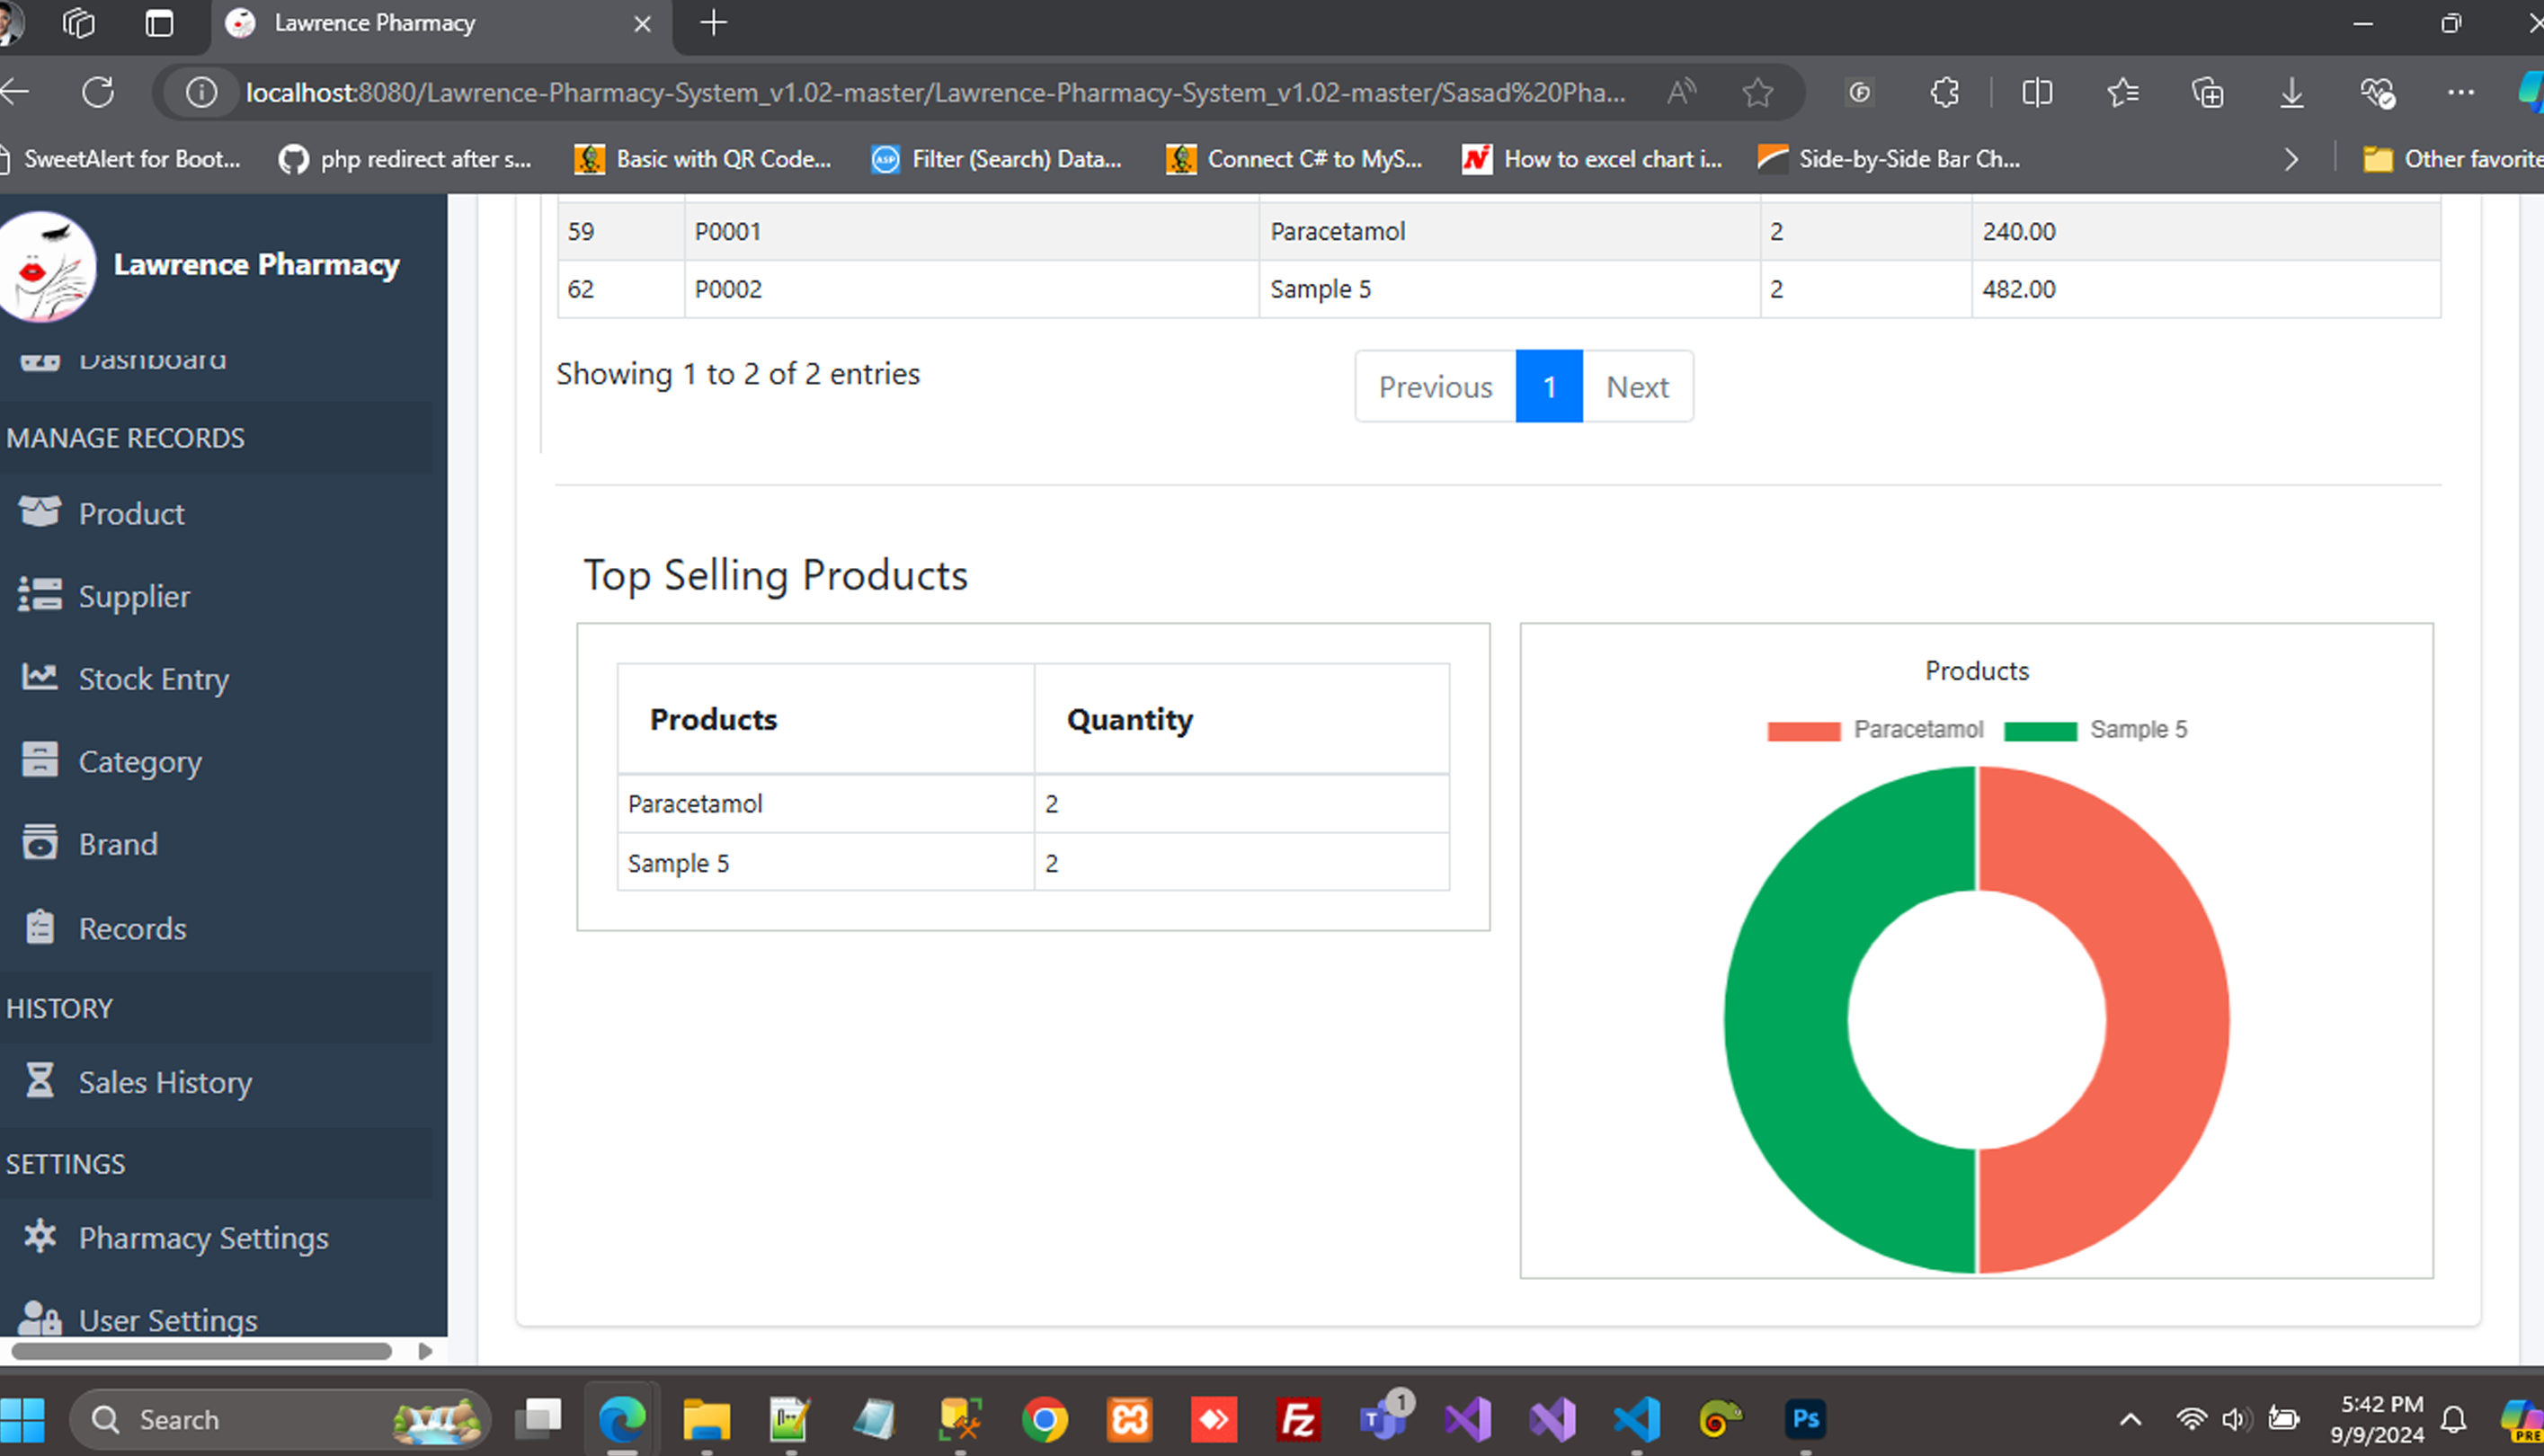 Lawrence Pharmacy
localhost:8080/Lawrence-Pharmacy-System_v1.02-master/Lawrence-Pharmacy-System_v1.02-master/Sasad%20Pha...
SweetAlert for Boot... php redirect after s... Basic with QR Code... ASP Filter (Search) Data... Connect C# to MyS... How to excel chart i... Side-by-Side Bar Ch... Other favorite
Lawrence Pharmacy
Dashboard
MANAGE RECORDS
Product
Supplier
Stock Entry
Category
Brand
Records
HISTORY
Sales History
SETTINGS
Pharmacy Settings
User Settings
59 P0001 Paracetamol 2 240.00
62 P0002 Sample 5 2 482.00
Showing 1 to 2 of 2 entries
Previous 1 Next
Top Selling Products
Products Quantity
Paracetamol 2
Sample 5 2
Products
Paracetamol Sample 5
Search
1
Ps
5:42 PM
9/9/2024
PRE